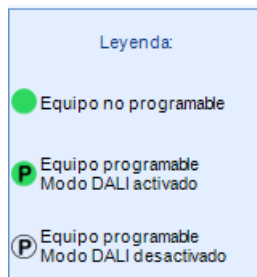 Leyenda:
Equipo no programable
P Equipo programable
Modo DALI activado
P Equipo programable
Modo DALI desactivado